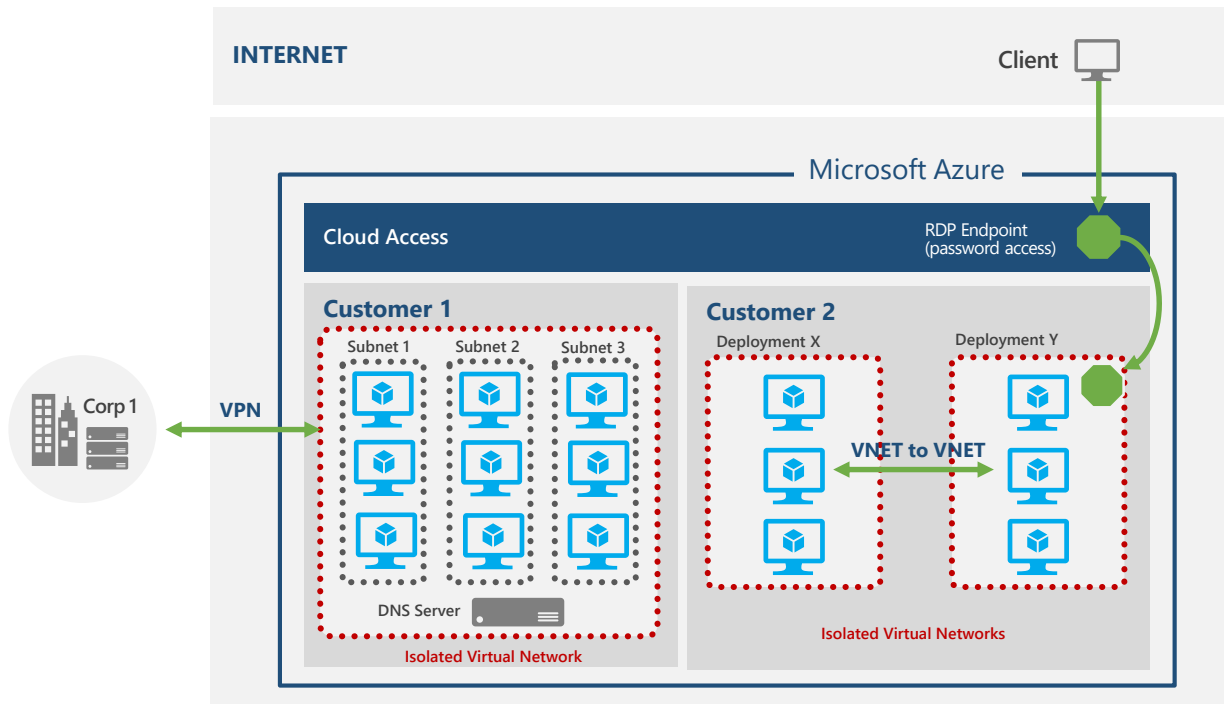 INTERNET
Client
Microsoft Azure
Cloud Access
RDP Endpoint
(password access)
Customer 1
Subnet 1
Subnet 2
Subnet 3
Customer 2
Deployment X
Deployment Y
Corp 1
VPN
VNET to VNET
DNS Server
Isolated Virtual Network
Isolated Virtual Networks